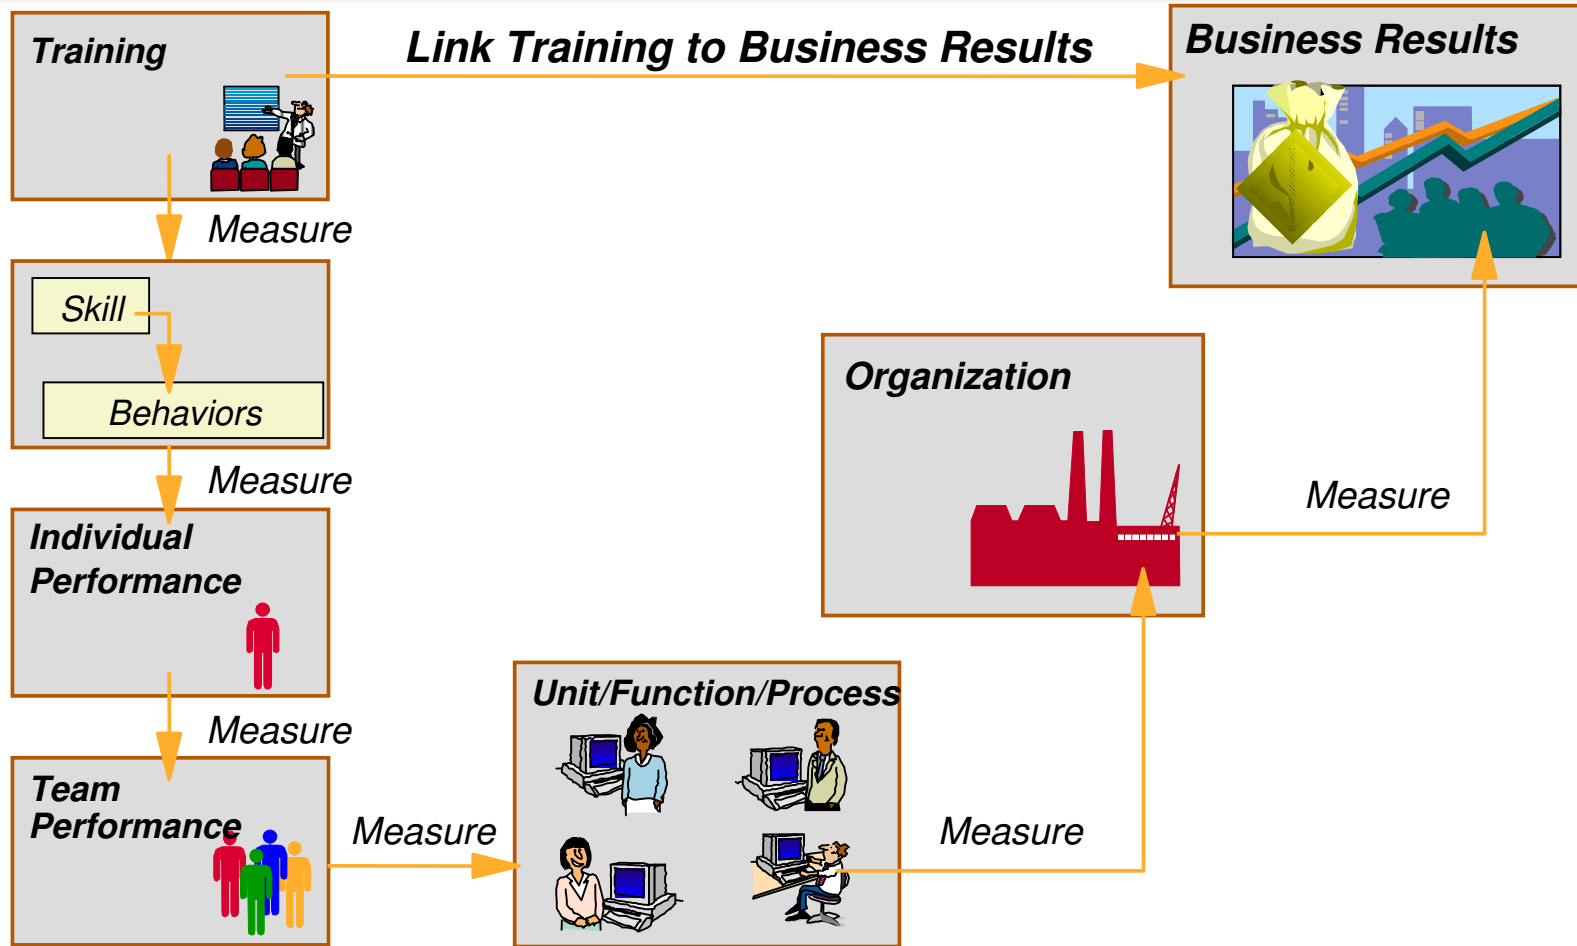 Training
Link Training to Business Results
Business Results
Measure
Skill
Behaviors
Measure
Individual
Performance
Measure
Team
Performance
Measure
Unit/Function/Process
Measure
Organization
Measure